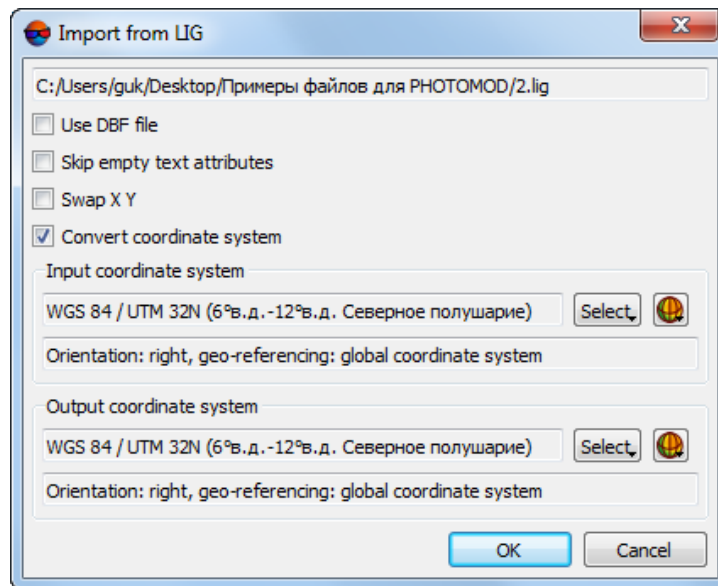 Import from LIG
C:/Users/guk/Desktop/Примеры файлов для PHOTOMOD/2.lig
Use DBF file
Skip empty text attributes
Swap X Y
Convert coordinate system
Input coordinate system
WGS 84 / UTM 32N (6°в.д.-12°в.д. Северное полушарие) Select
Orientation: right, geo-referencing: global coordinate system
Output coordinate system
WGS 84 / UTM 32N (6°в.д.-12°в.д. Северное полушарие) Select
Orientation: right, geo-referencing: global coordinate system
OK Cancel